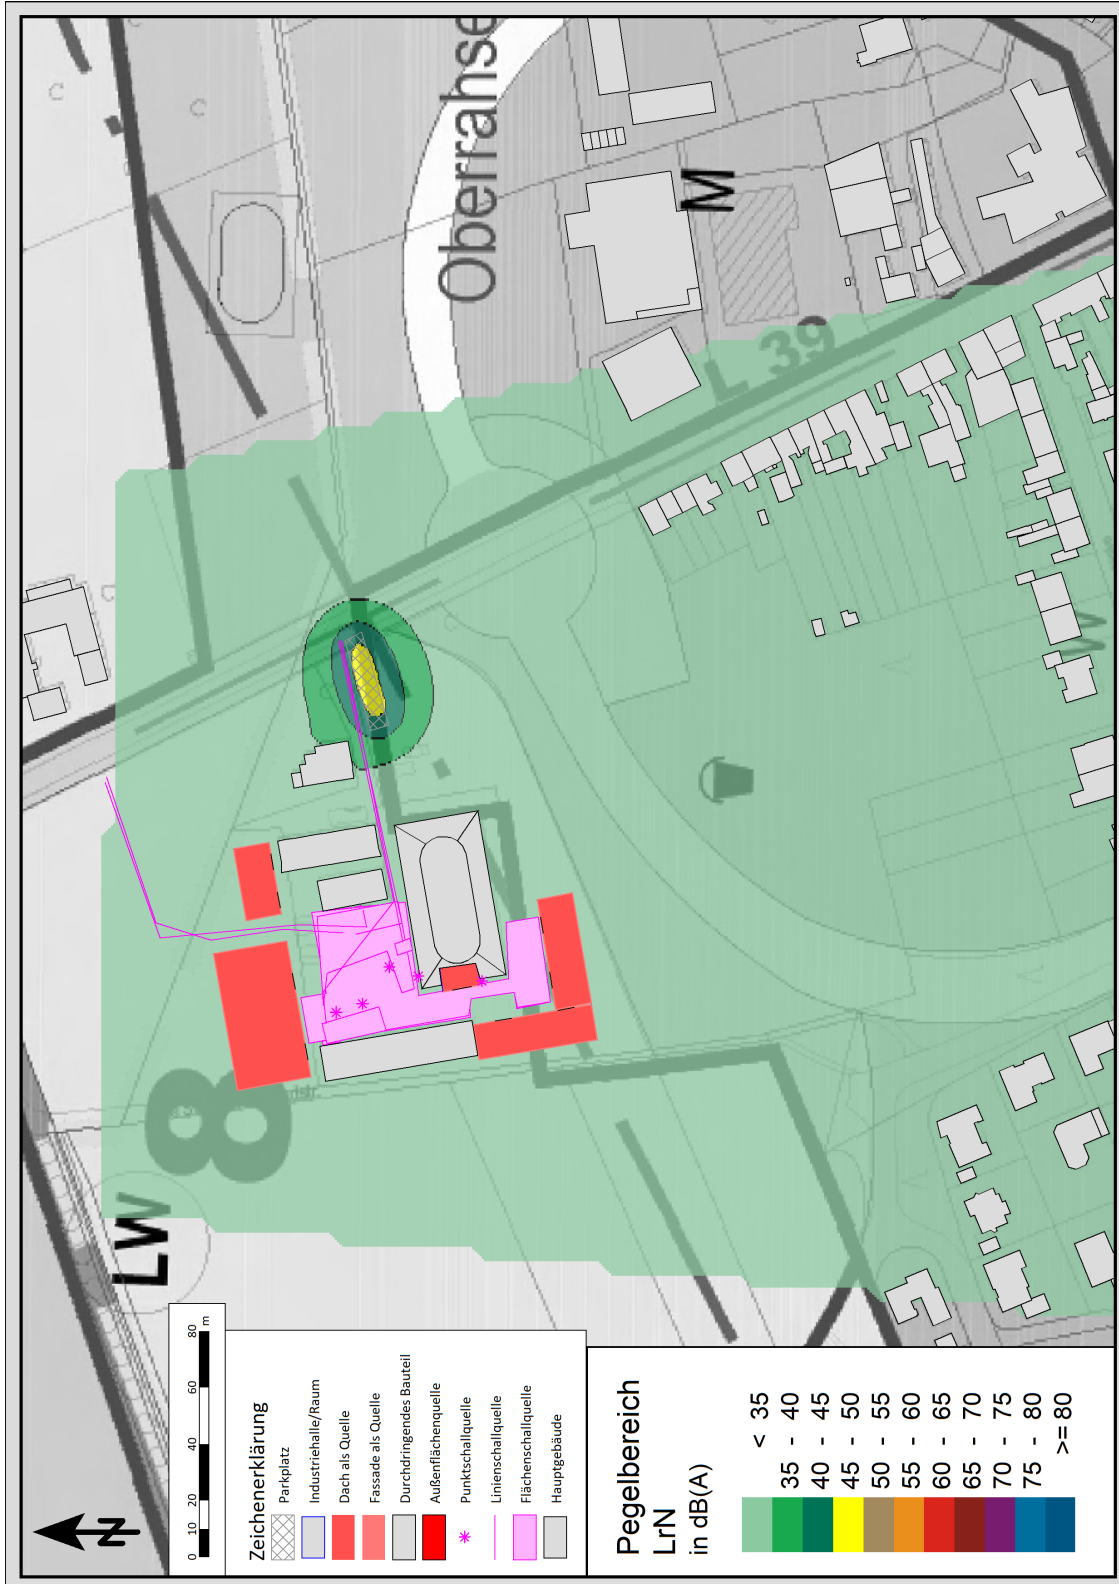 Oberrahse
M
L 39
W
8
LW
N
0 10 20 40 60 80
m
Zeichenerklärung
Parkplatz
Industriehalle/Raum
Dach als Quelle
Fassade als Quelle
Durchdringendes Bauteil
Außenflächenquelle
Punktschallquelle
Linienschallquelle
Flächenschallquelle
Hauptgebäude
Pegelbereich
LrN
in dB(A)
< 35
35 - 40
40 - 45
45 - 50
50 - 55
55 - 60
60 - 65
65 - 70
70 - 75
75 - 80
>= 80